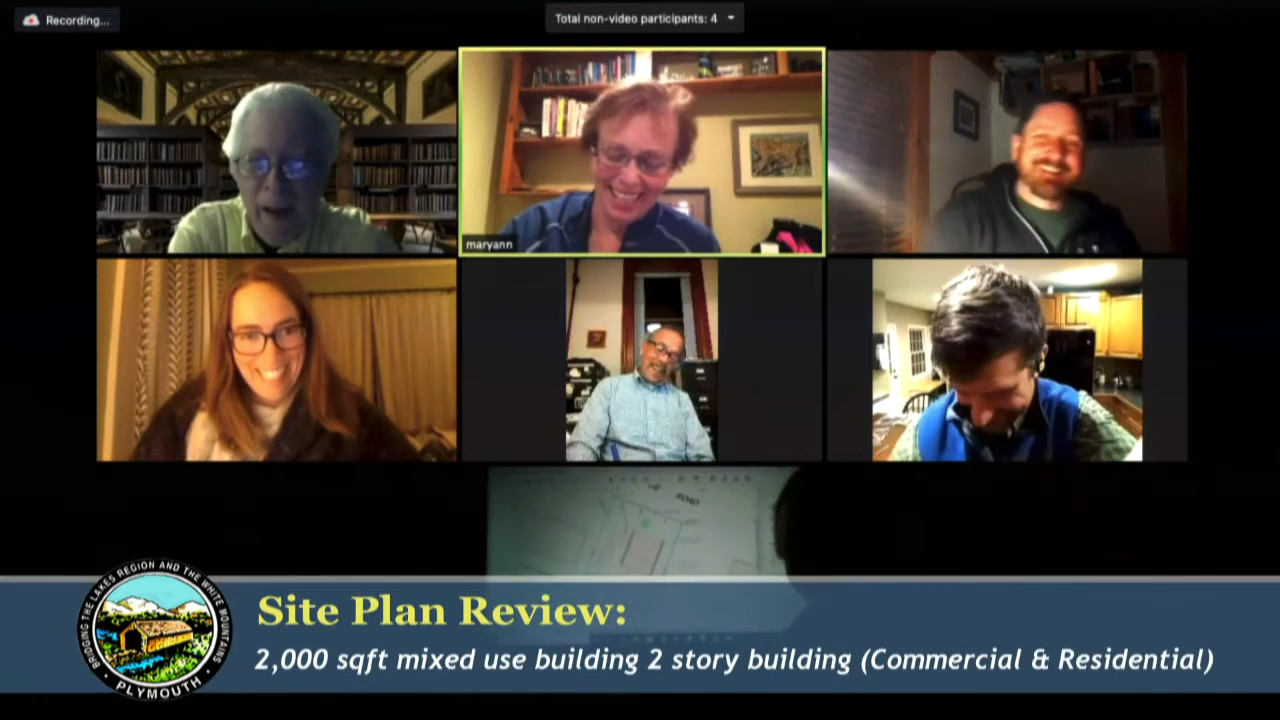 Recording...
Total non-video participants: 4
maryann
ROAD
BRIDGING THE LAKES REGION AND THE WHITE MOUNTAINS
• PLYMOUTH •
Site Plan Review:
2,000 sqft mixed use building 2 story building (Commercial & Residential)